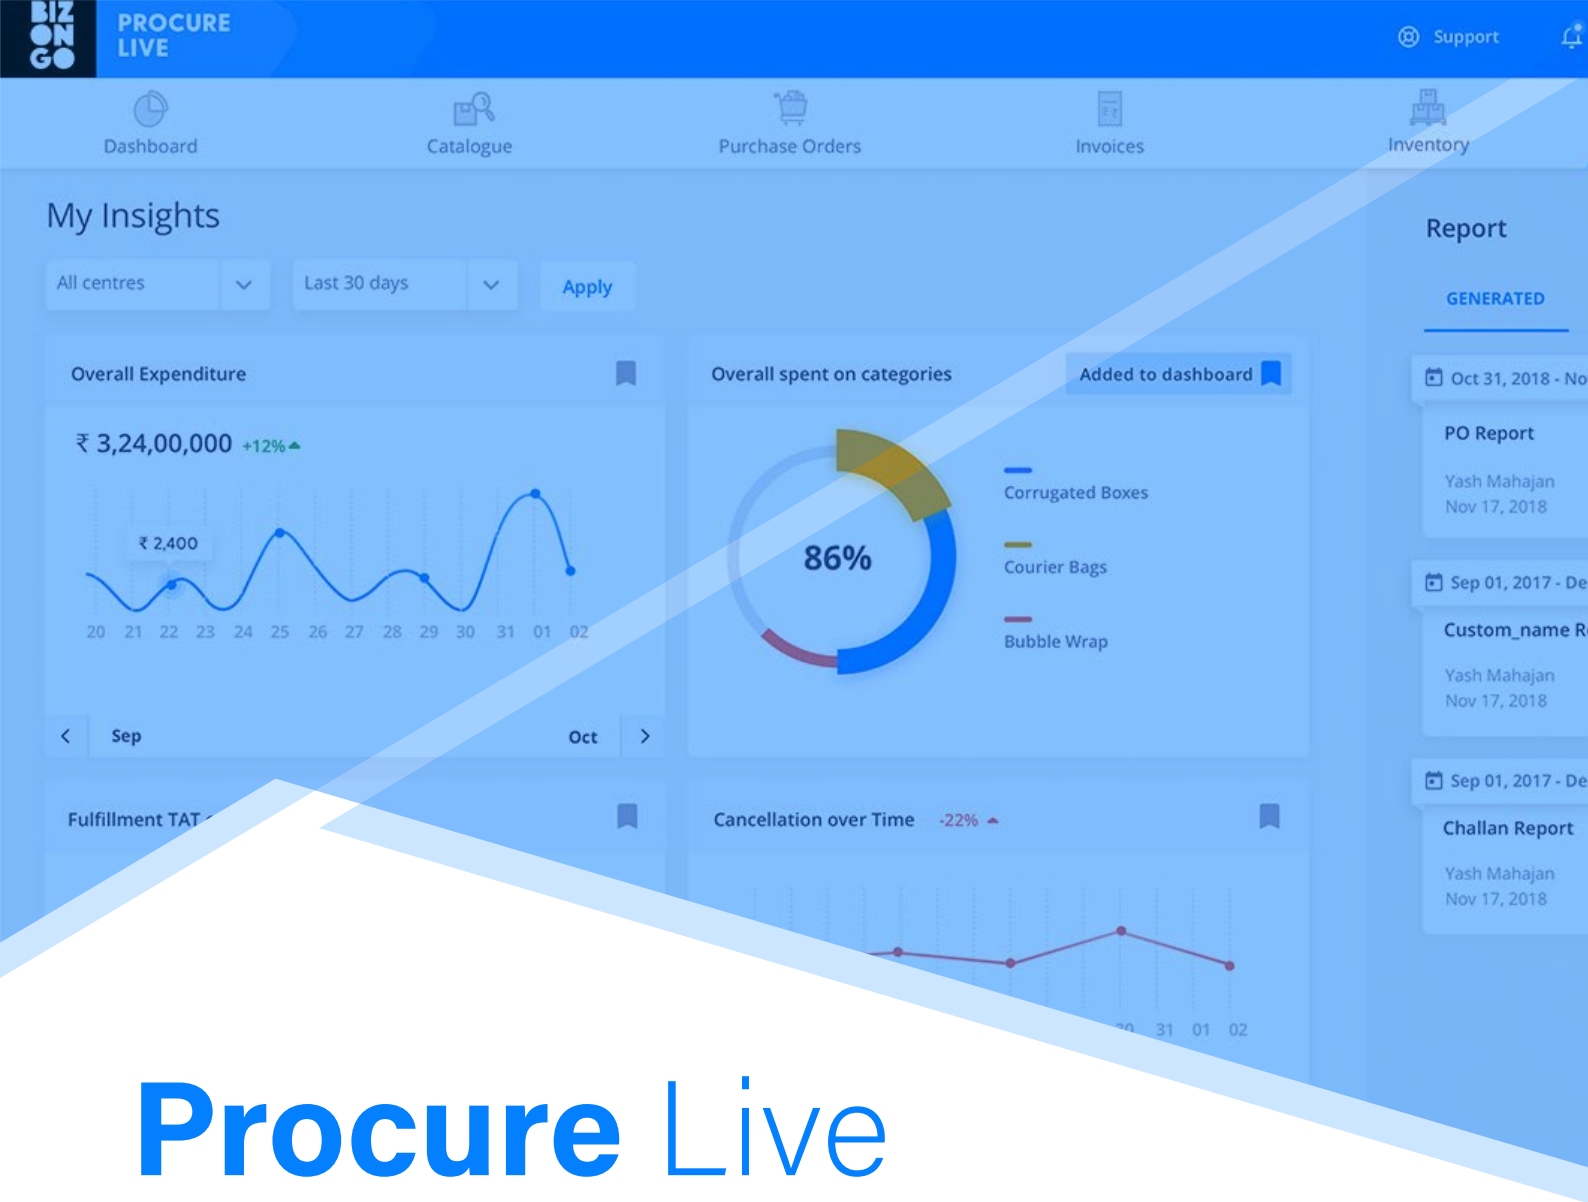 BIZ
ON
GO
PROCURE
LIVE
Support
Dashboard
Catalogue
Purchase Orders
Invoices
Inventory
My Insights
All centres
Last 30 days
Apply
Overall Expenditure
₹ 3,24,00,000 +12%
₹ 2,400
20 21 22 23 24 25 26 27 28 29 30 31 01 02
Sep
Oct
Overall spent on categories
Added to dashboard
86%
Corrugated Boxes
Courier Bags
Bubble Wrap
Fulfillment TAT
Cancellation over Time -22%
31 01 02
Report
GENERATED
Oct 31, 2018 - No
PO Report
Yash Mahajan
Nov 17, 2018
Sep 01, 2017 - De
Custom_name R
Yash Mahajan
Nov 17, 2018
Sep 01, 2017 - De
Challan Report
Yash Mahajan
Nov 17, 2018
Procure Live